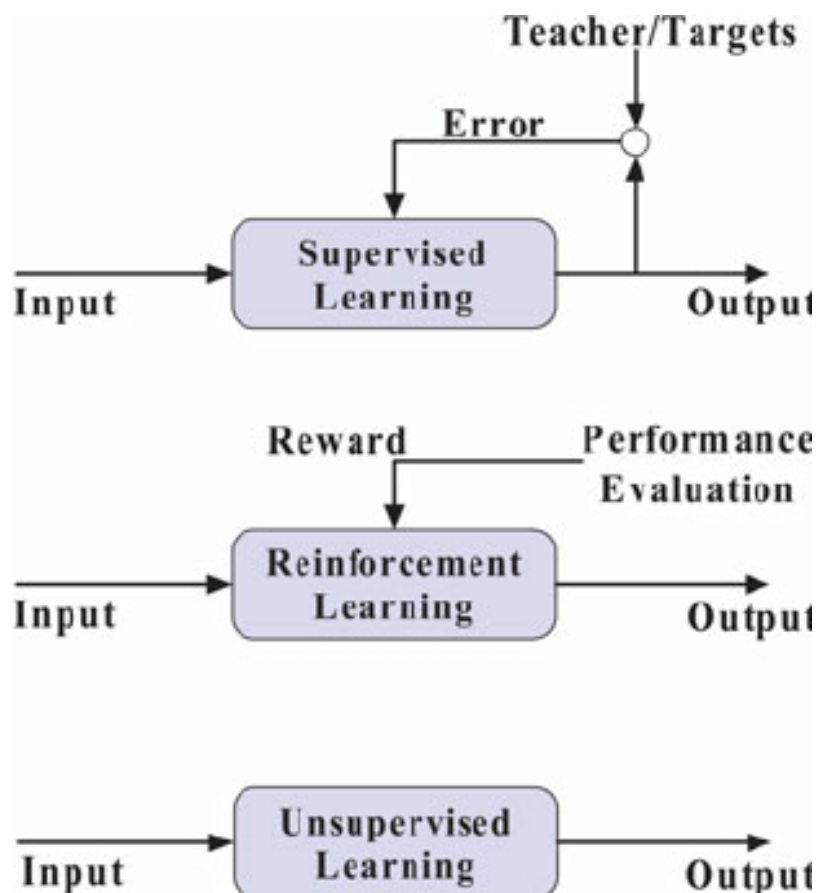 Teacher/Targets
Error
Supervised
Learning
Input
Output
Reward
Performance
Evaluation
Reinforcement
Learning
Input
Output
Unsupervised
Learning
Input
Output